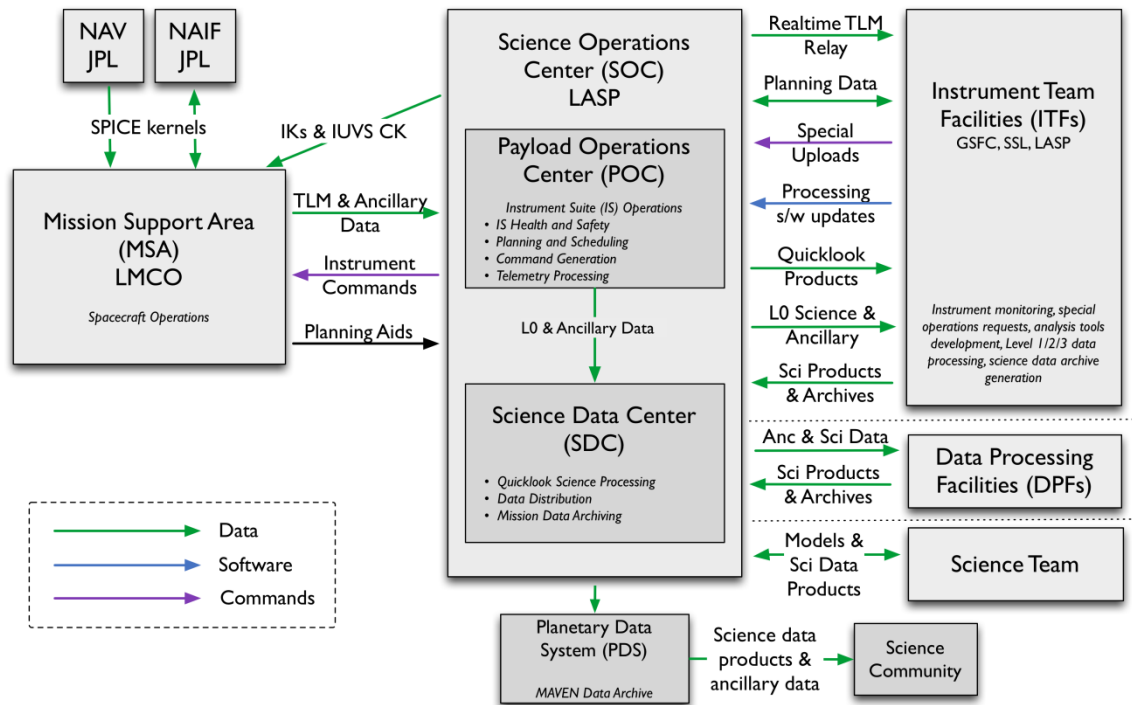 NAV
JPL
NAIF
JPL
SPICE kernels
IKs & IUVS CK
Mission Support Area
(MSA)
LMCO
Spacecraft Operations
TLM & Ancillary
Data
Instrument
Commands
Planning Aids
Science Operations
Center (SOC)
LASP
Payload Operations
Center (POC)
Instrument Suite (IS) Operations
• IS Health and Safety
• Planning and Scheduling
• Command Generation
• Telemetry Processing
L0 & Ancillary Data
Science Data Center
(SDC)
• Quicklook Science Processing
• Data Distribution
• Mission Data Archiving
Realtime TLM
Relay
Planning Data
Special
Uploads
Processing
s/w updates
Quicklook
Products
L0 Science &
Ancillary
Sci Products
& Archives
Instrument Team
Facilities (ITFs)
GSFC, SSL, LASP
Instrument monitoring, special
operations requests, analysis tools
development, Level 1/2/3 data
processing, science data archive
generation
Anc & Sci Data
Sci Products
& Archives
Data Processing
Facilities (DPFs)
Models &
Sci Data
Products
Science Team
Data
Software
Commands
Planetary Data
System (PDS)
MAVEN Data Archive
Science data
products &
ancillary data
Science
Community